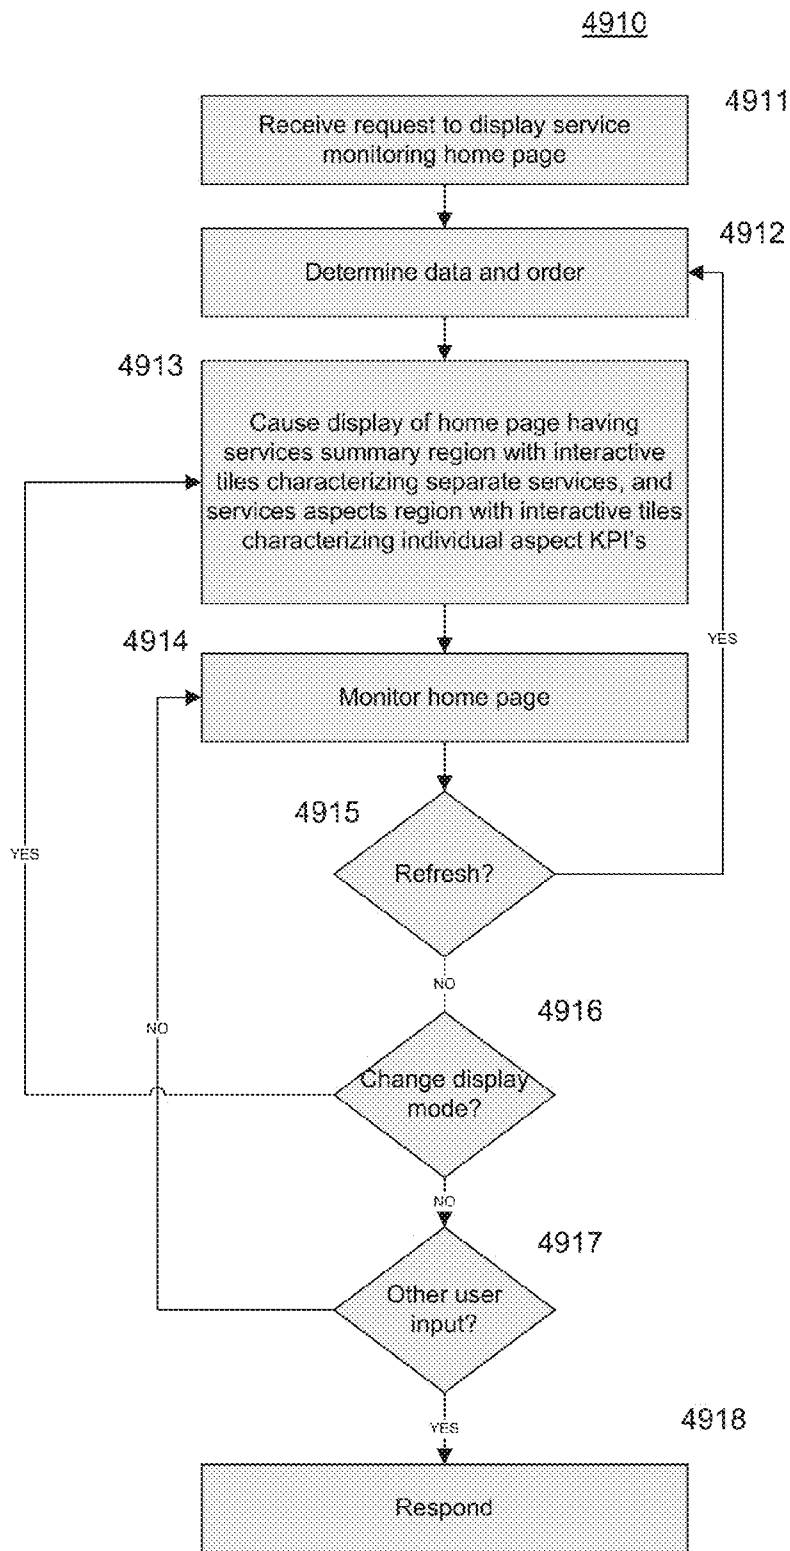 4910
4911
Receive request to display service
monitoring home page
4912
Determine data and order
4913
Cause display of home page having
services summary region with interactive
tiles characterizing separate services, and
services aspects region with interactive tiles
characterizing individual aspect KPI's
4914
Monitor home page
YES
4915
Refresh?
YES
NO
4916
NO
Change display
mode?
NO
4917
Other user
input?
YES
4918
Respond